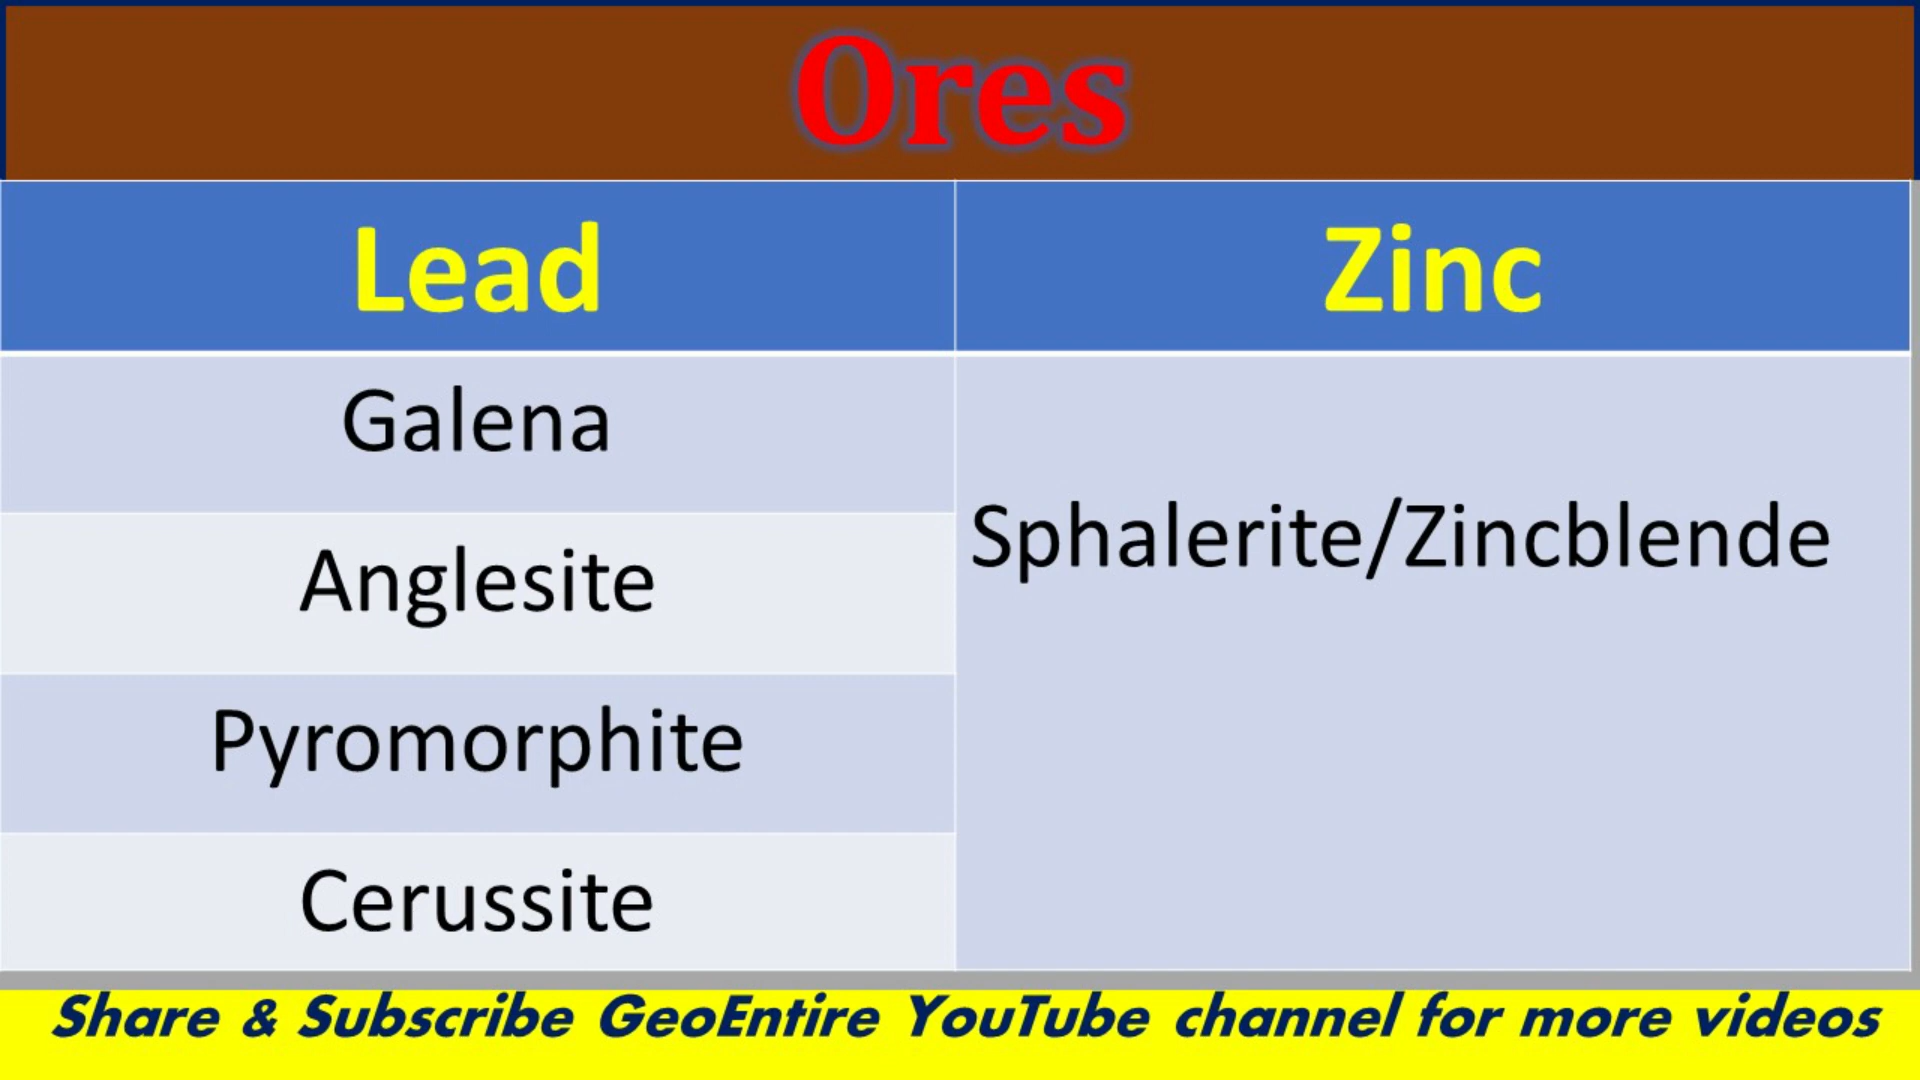 Ores
Lead
Zinc
Galena
Sphalerite/Zincblende
Anglesite
Pyromorphite
Cerussite
Share & Subscribe GeoEntire YouTube channel for more videos